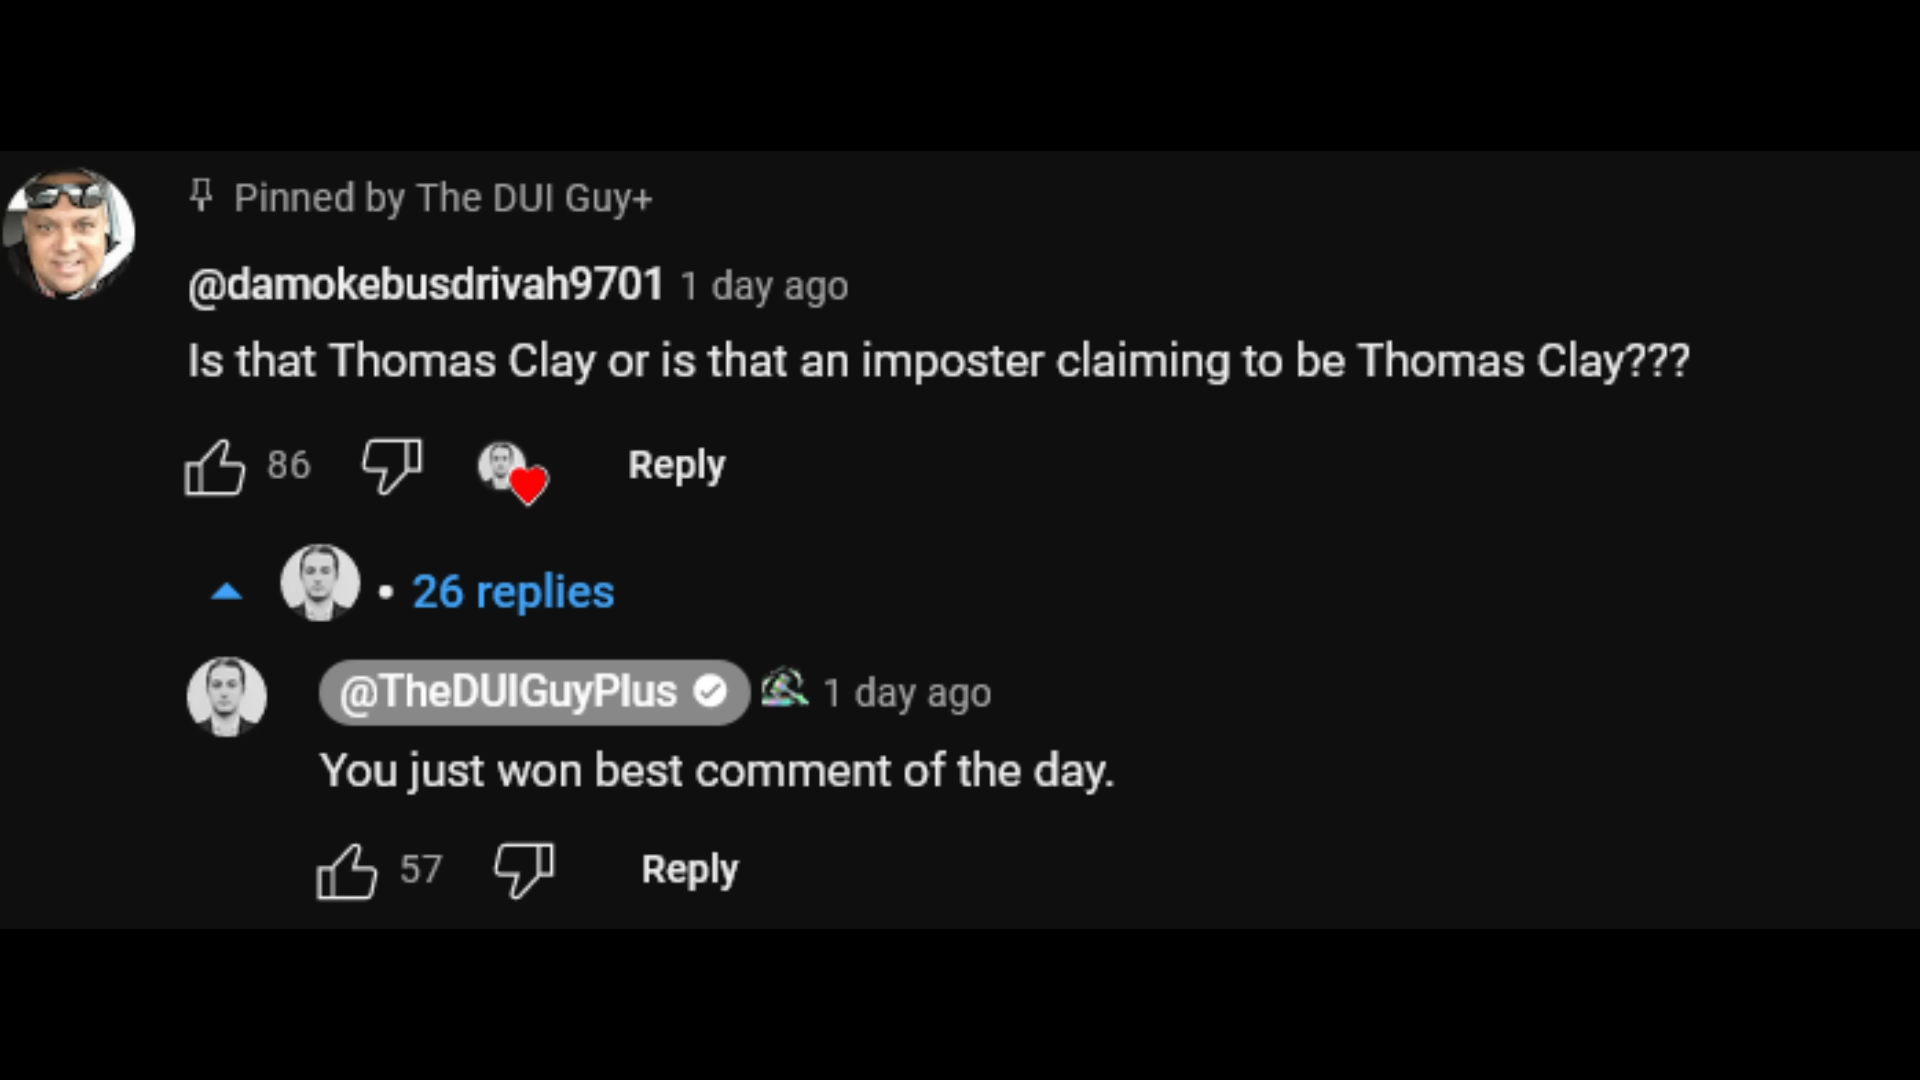 Pinned by The DUI Guy+
@damokebusdrivah9701 1 day ago
Is that Thomas Clay or is that an imposter claiming to be Thomas Clay???
86 Reply
• 26 replies
@TheDUIGuyPlus 1 day ago
You just won best comment of the day.
57 Reply